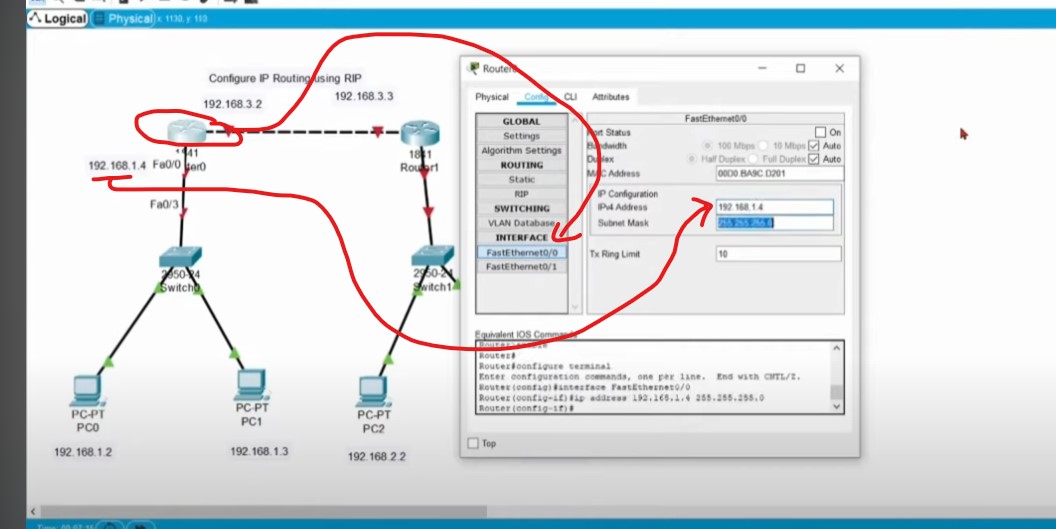 Logical Physical x: 1130, y: 110
Configure IP Routing using RIP
192.168.3.2
192.168.3.3
1841
Router1
192.168.1.4 Fa0/0
Fa0/3
2950-24
Switch0
2950-24
Switch1
PC-PT
PC0
PC-PT
PC1
PC-PT
PC2
192.168.1.2
192.168.1.3
192.168.2.2
Router0
Physical Config CLI Attributes
GLOBAL
Settings
Algorithm Settings
ROUTING
Static
RIP
SWITCHING
VLAN Database
INTERFACE
FastEthernet0/0
FastEthernet0/1
FastEthernet0/0
Port Status On
Bandwidth 100 Mbps 10 Mbps Auto
Duplex Half Duplex Full Duplex Auto
MAC Address 00D0.BA9C.D201
IP Configuration
IPv4 Address 192.168.1.4
Subnet Mask 255.255.255.0
Tx Ring Limit 10
Equivalent IOS Commands
Router>enable
Router#
Router#configure terminal
Enter configuration commands, one per line. End with CNTL/Z.
Router(config)#interface FastEthernet0/0
Router(config-if)#ip address 192.168.1.4 255.255.255.0
Router(config-if)#
Top